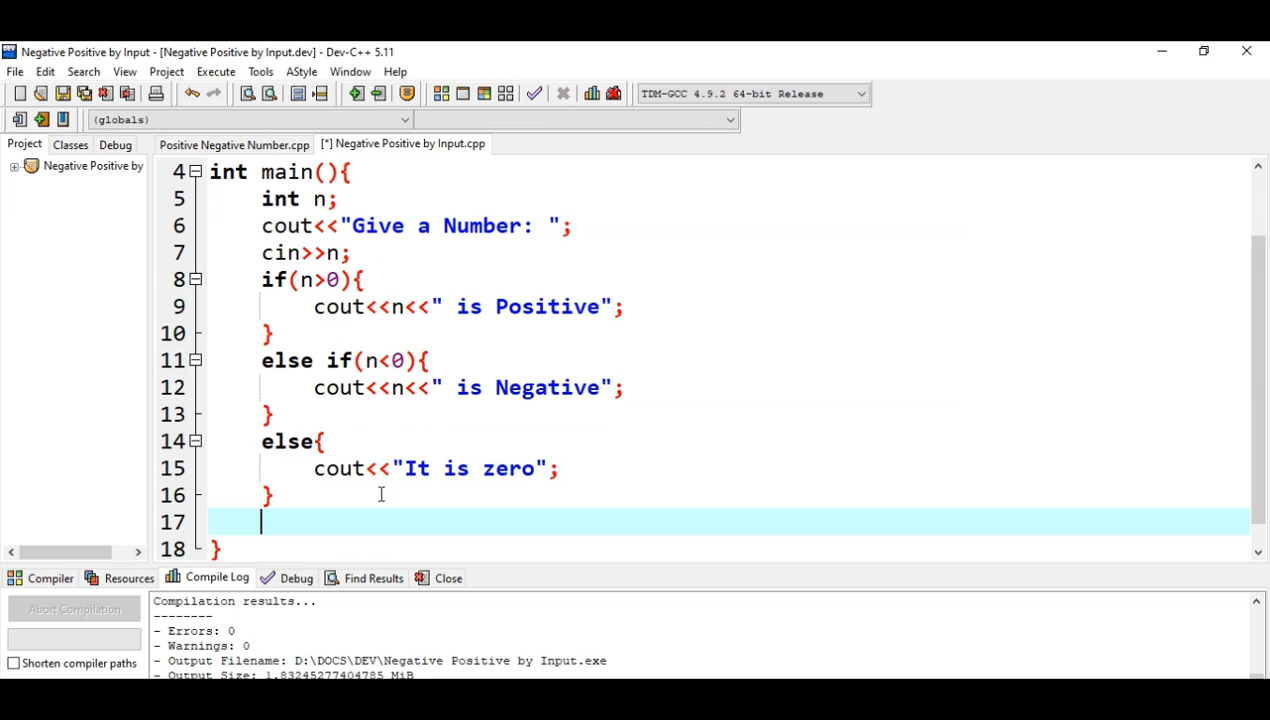 Negative Positive by Input - [Negative Positive by Input.dev] - Dev-C++ 5.11
File Edit Search View Project Execute Tools AStyle Window Help
TDM-GCC 4.9.2 64-bit Release
(globals)
Project Classes Debug Positive Negative Number.cpp [*] Negative Positive by Input.cpp
Negative Positive by
4 int main(){
5 int n;
6 cout<<"Give a Number: ";
7 cin>>n;
8 if(n>0){
9 cout<<n<<" is Positive";
10 }
11 else if(n<0){
12 cout<<n<<" is Negative";
13 }
14 else{
15 cout<<"It is zero";
16 }
17
18 }
Compiler Resources Compile Log Debug Find Results Close
Abort Compilation
Shorten compiler paths
Compilation results...
--------
- Errors: 0
- Warnings: 0
- Output Filename: D:\DOCS\DEV\Negative Positive by Input.exe
- Output Size: 1.83245277404785 MiB